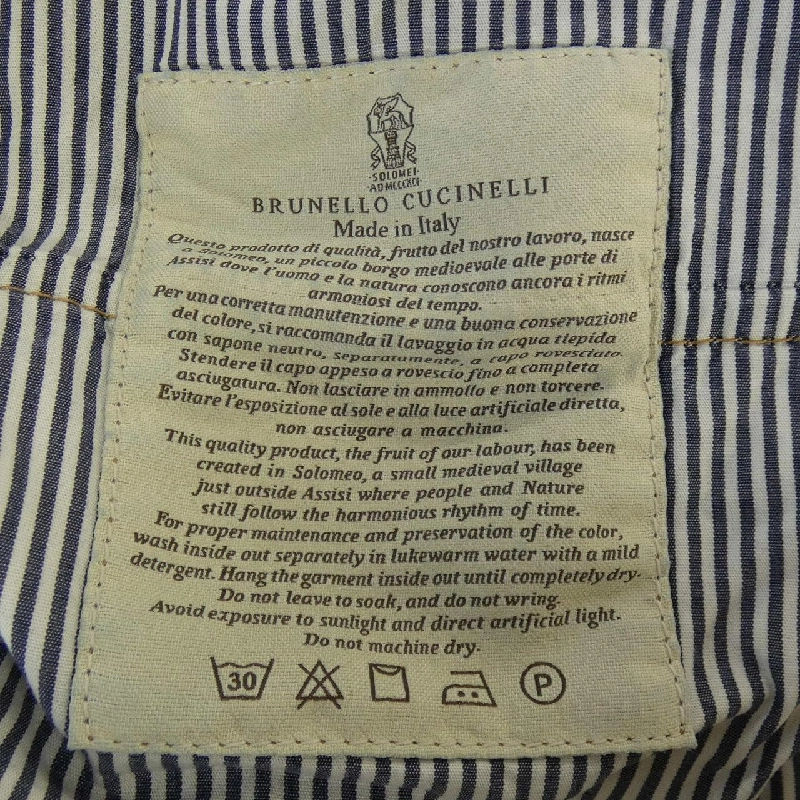 SOLOMEI
BRUNELLO CUCINELLI
Made in Italy
Questo prodotto di qualità, frutto del nostro lavoro, nasce
a Solomeo, un piccolo borgo medioevale alle porte di
Assisi dove l'uomo e la natura conoscono ancora i ritmi
armoniosi del tempo.
Per una corretta manutenzione e una buona conservazione
del colore, si raccomanda il lavaggio in acqua tiepida
con sapone neutro, separatamente, a capo rovesciato.
Stendere il capo appeso a rovescio fino a completa
asciugatura. Non lasciare in ammollo e non torcere.
Evitare l'esposizione al sole e alla luce artificiale diretta,
non asciugare a macchina.
This quality product, the fruit of our labour, has been
created in Solomeo, a small medieval village
just outside Assisi where people and Nature
still follow the harmonious rhythm of time.
For proper maintenance and preservation of the color,
wash inside out separately in lukewarm water with a mild
detergent. Hang the garment inside out until completely dry.
Do not leave to soak, and do not wring.
Avoid exposure to sunlight and direct artificial light.
Do not machine dry.
30 P